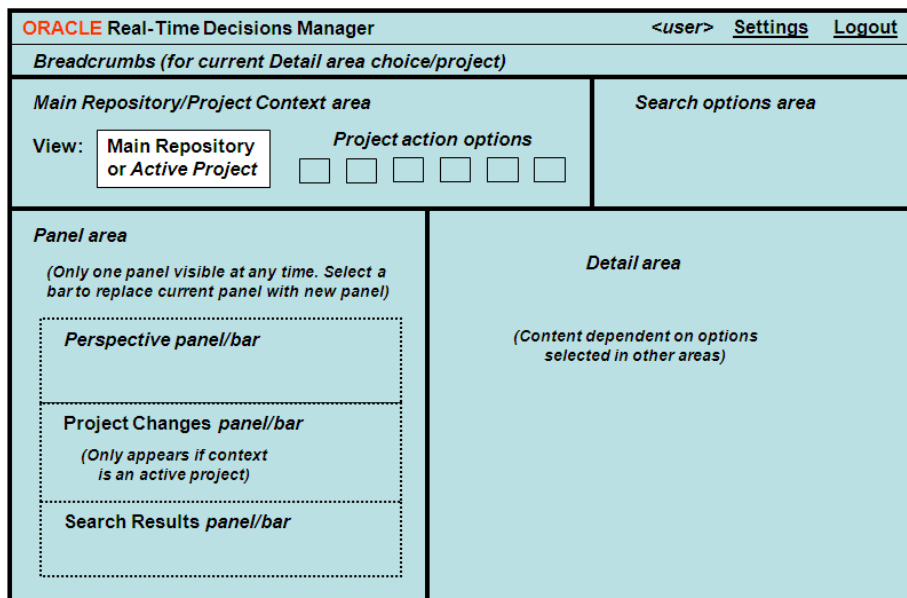 ORACLE Real-Time Decisions Manager <user> Settings Logout
Breadcrumbs (for current Detail area choice/project)
Main Repository/Project Context area
Search options area
View:
Main Repository
or Active Project
Project action options
Panel area
(Only one panel visible at any time. Select a
bar to replace current panel with new panel)
Perspective panel/bar
Project Changes panel/bar
(Only appears if context
is an active project)
Search Results panel/bar
Detail area
(Content dependent on options
selected in other areas)